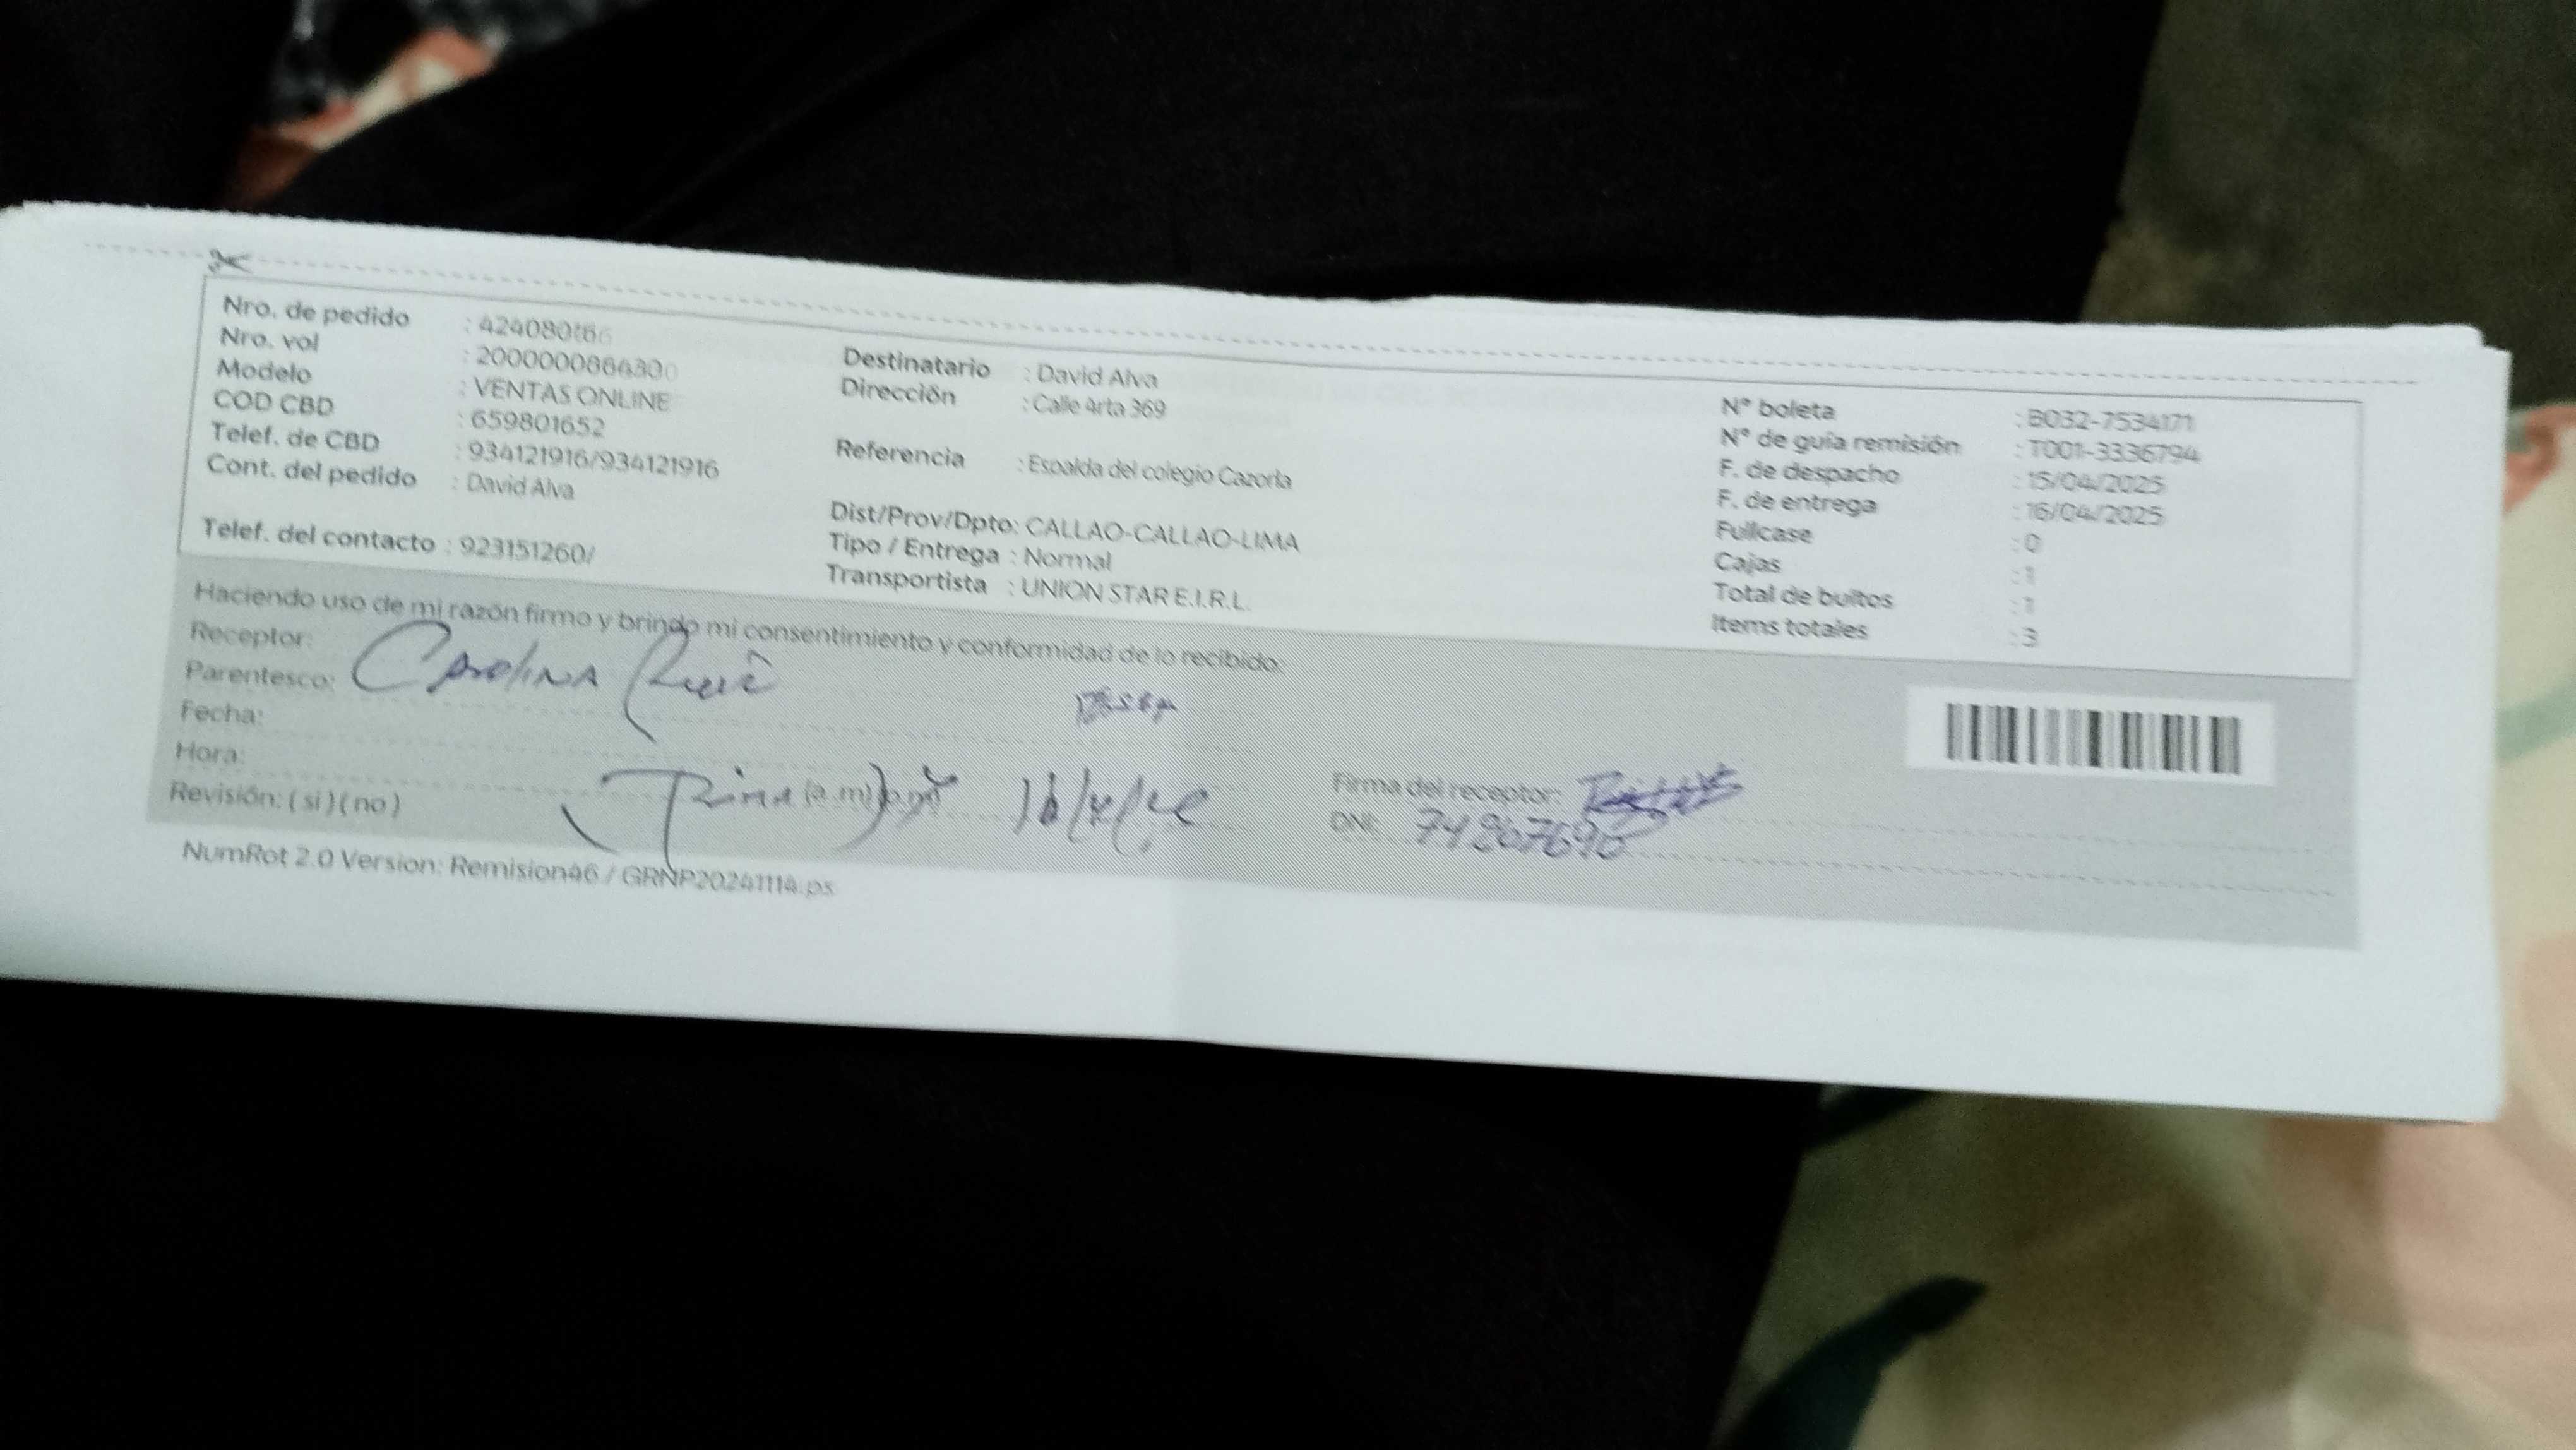 Nro. de pedido : 424080166
Nro. vol : 2000000866300
Modelo : VENTAS ONLINE
COD CBD : 659801652
Telef. de CBD : 934121916/934121916
Cont. del pedido : David Alva
Telef. del contacto : 923151260/
Destinatario : David Alva
Dirección : Calle Arta 369
Referencia : Espalda del colegio Cazorla
Dist/Prov/Dpto: CALLAO-CALLAO-LIMA
Tipo / Entrega : Normal
Transportista : UNION STAR E.I.R.L.
N° boleta : B032-7534171
N° de guía remisión : T001-3336794
F. de despacho : 15/04/2025
F. de entrega : 16/04/2025
Fullcase : 0
Cajas : 1
Total de bultos : 1
Items totales : 3
Haciendo uso de mi razón firmo y brindo mi consentimiento y conformidad de lo recibido:
Receptor: Carolina
Parentesco:
Fecha:
Hora: (a.m) (p.m)
Revisión: ( si ) ( no )
Firma del receptor:
DNI: 74867690
NumRot 2.0 Version: Remision46 / GRNP20241114.ps